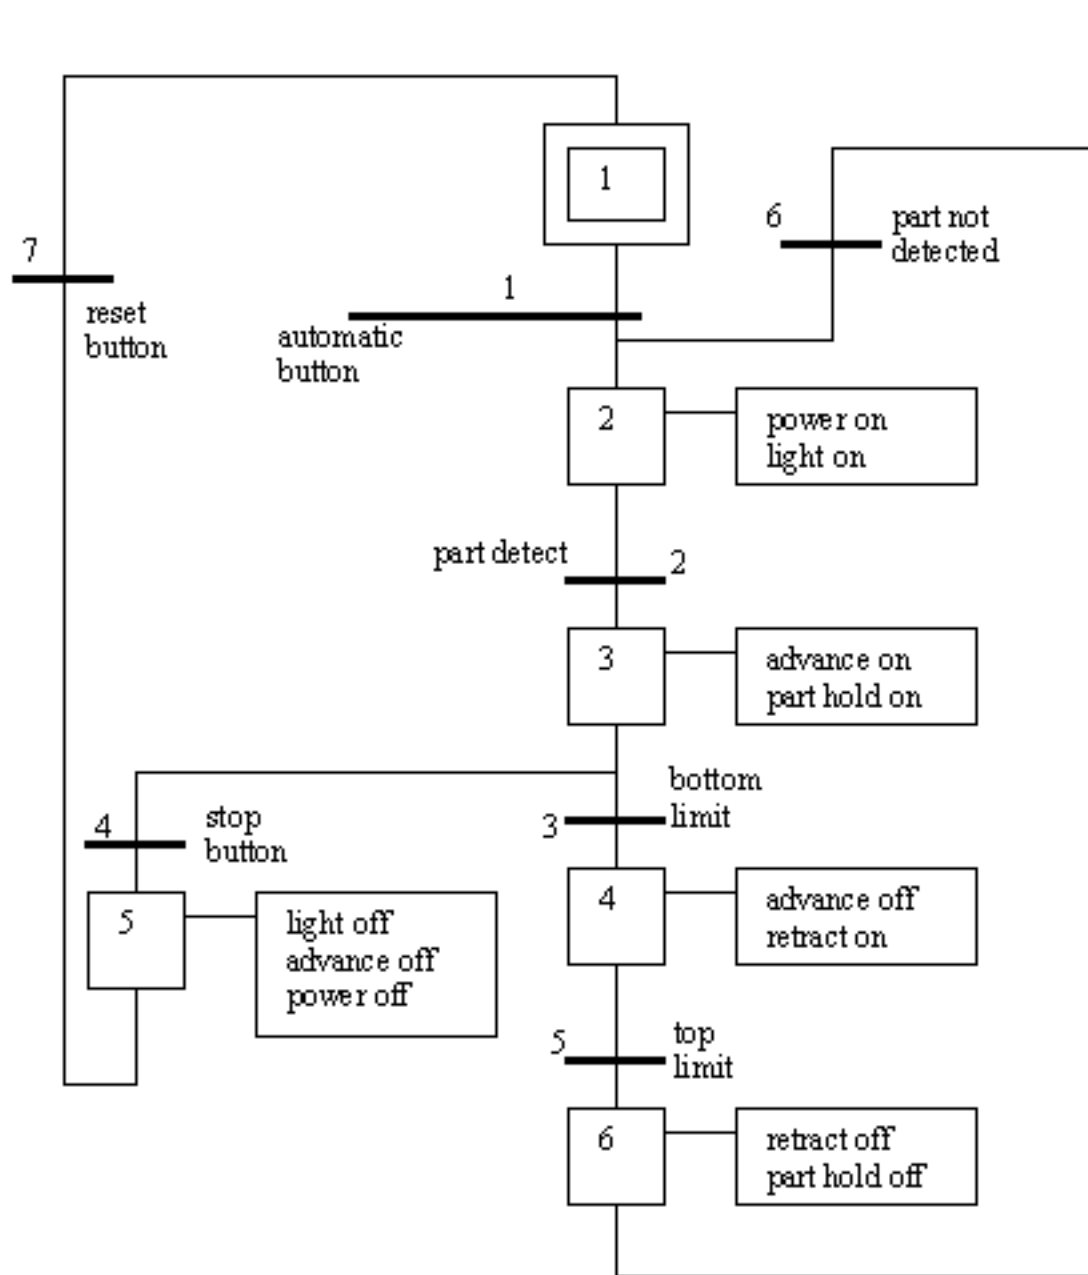 1
6
part not
detected
7
reset
button
1
automatic
button
2
power on
light on
part detect
2
3
advance on
part hold on
bottom
limit
3
4
stop
button
4
advance off
retract on
5
light off
advance off
power off
5
top
limit
6
retract off
part hold off